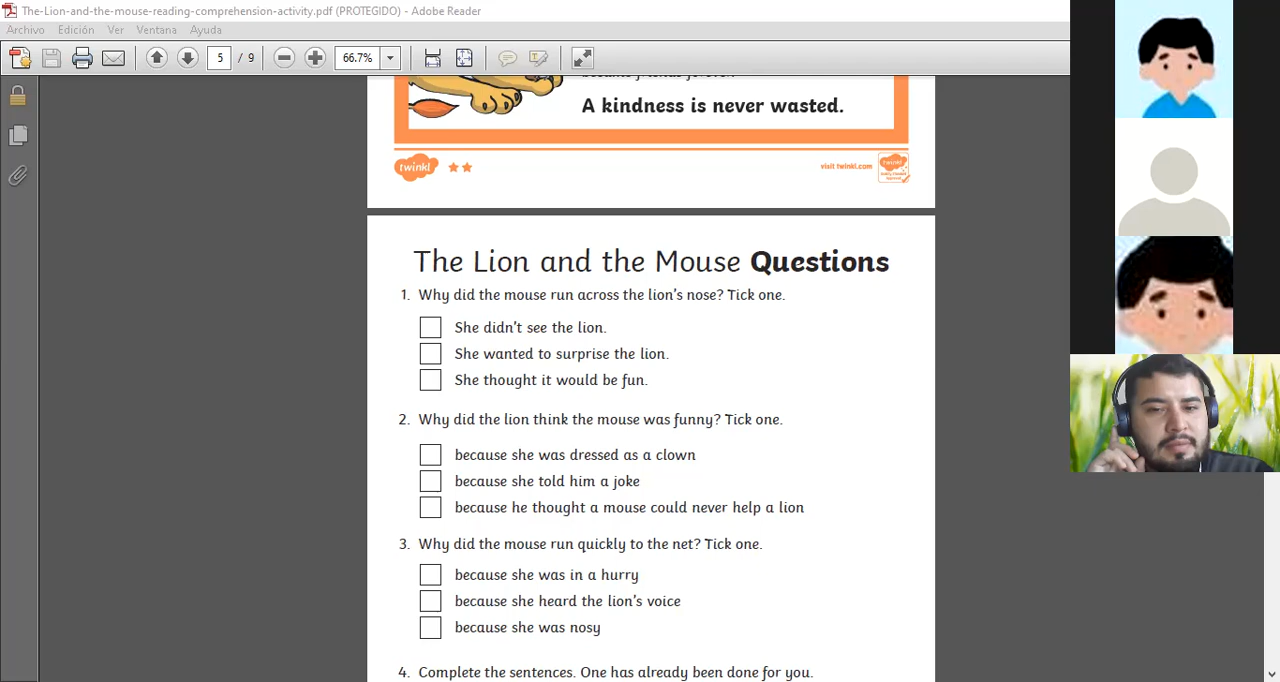 The-Lion-and-the-mouse-reading-comprehension-activity.pdf (PROTEGIDO) - Adobe Reader
Archivo Edición Ver Ventana Ayuda
5 / 9 66.7%
A kindness is never wasted.
twinkl visit twinkl.com twinkl
The Lion and the Mouse Questions
1. Why did the mouse run across the lion's nose? Tick one.
She didn't see the lion.
She wanted to surprise the lion.
She thought it would be fun.
2. Why did the lion think the mouse was funny? Tick one.
because she was dressed as a clown
because she told him a joke
because he thought a mouse could never help a lion
3. Why did the mouse run quickly to the net? Tick one.
because she was in a hurry
because she heard the lion's voice
because she was nosy
4. Complete the sentences. One has already been done for you.